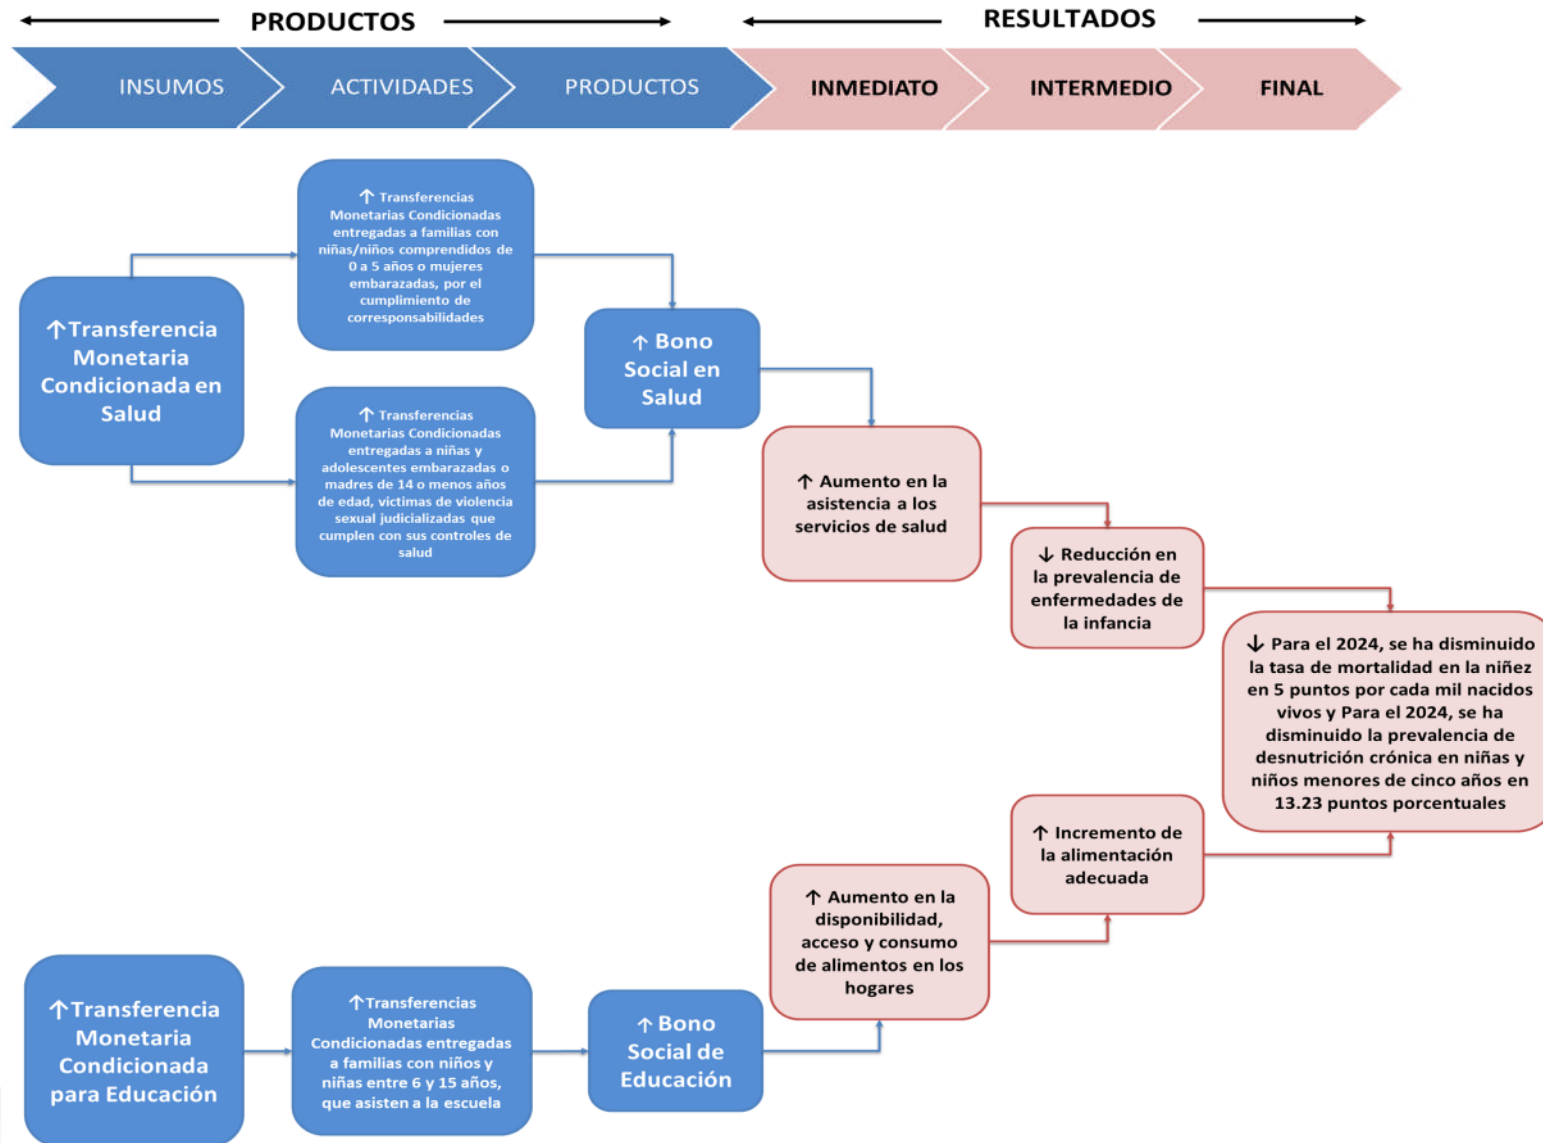 PRODUCTOS
RESULTADOS
INSUMOS
ACTIVIDADES
PRODUCTOS
INMEDIATO
INTERMEDIO
FINAL
↑Transferencia
Monetaria
Condicionada en
Salud
↑ Transferencias
Monetarias Condicionadas
entregadas a familias con
niñas/niños comprendidos de
0 a 5 años o mujeres
embarazadas, por el
cumplimiento de
corresponsabilidades
↑ Transferencias
Monetarias Condicionadas
entregadas a niñas y
adolescentes embarazadas o
madres de 14 o menos años
de edad, victimas de violencia
sexual judicializadas que
cumplen con sus controles de
salud
↑ Bono
Social en
Salud
↑ Aumento en la
asistencia a los
servicios de salud
↓ Reducción en
la prevalencia de
enfermedades de
la infancia
↓ Para el 2024, se ha disminuido
la tasa de mortalidad en la niñez
en 5 puntos por cada mil nacidos
vivos y Para el 2024, se ha
disminuido la prevalencia de
desnutrición crónica en niñas y
niños menores de cinco años en
13.23 puntos porcentuales
↑Transferencia
Monetaria
Condicionada
para Educación
↑Transferencias
Monetarias
Condicionadas entregadas
a familias con niños y
niñas entre 6 y 15 años,
que asisten a la escuela
↑ Bono
Social de
Educación
↑ Aumento en la
disponibilidad,
acceso y consumo
de alimentos en los
hogares
↑ Incremento de
la alimentación
adecuada